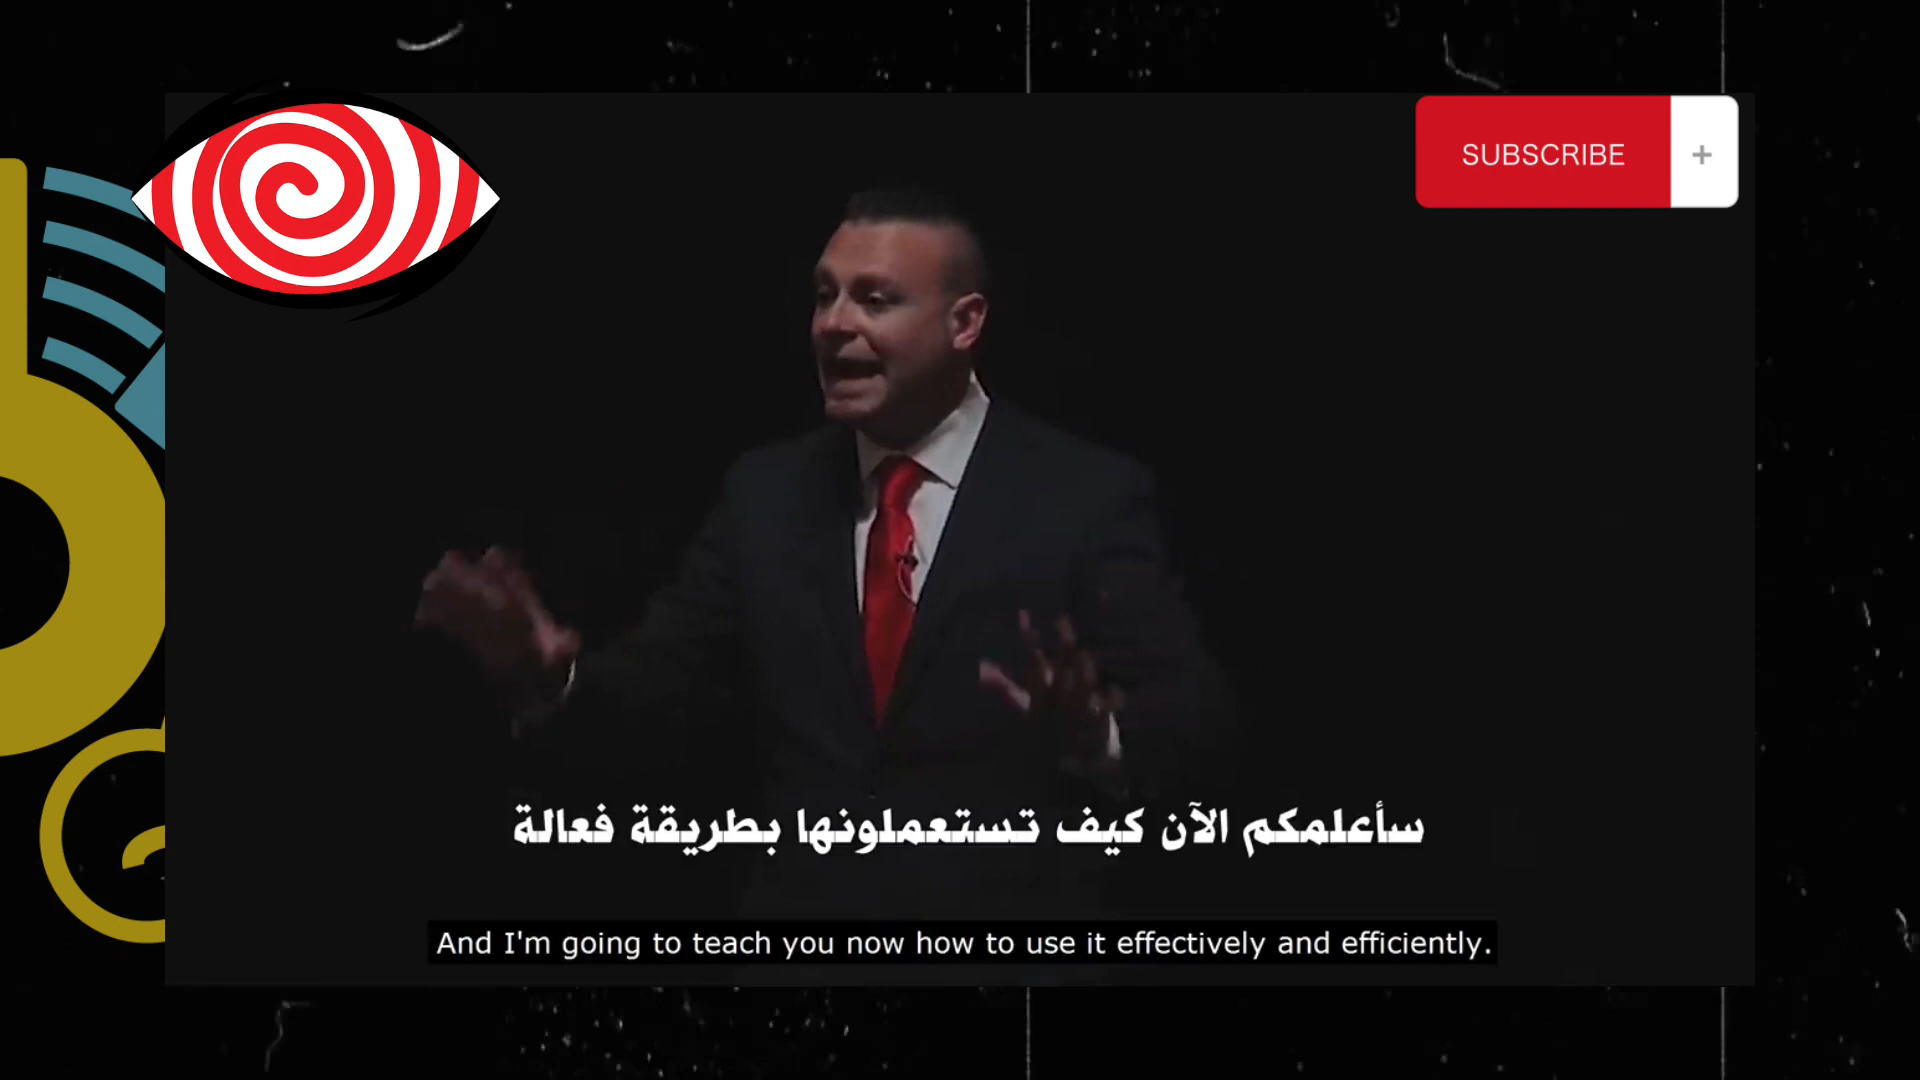 SUBSCRIBE +
سأعلمكم الآن كيف تستعملونها بطريقة فعالة
And I'm going to teach you now how to use it effectively and efficiently.